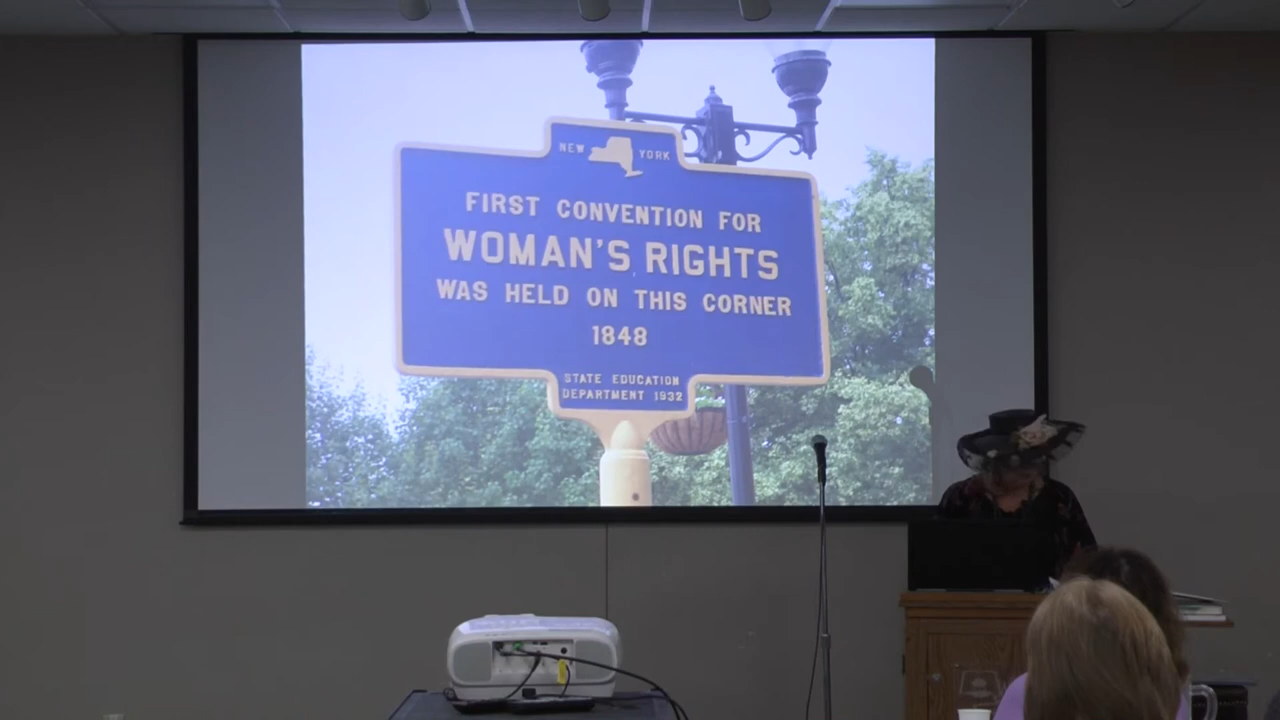 NEW YORK
FIRST CONVENTION FOR
WOMAN'S RIGHTS
WAS HELD ON THIS CORNER
1848
STATE EDUCATION
DEPARTMENT 1932